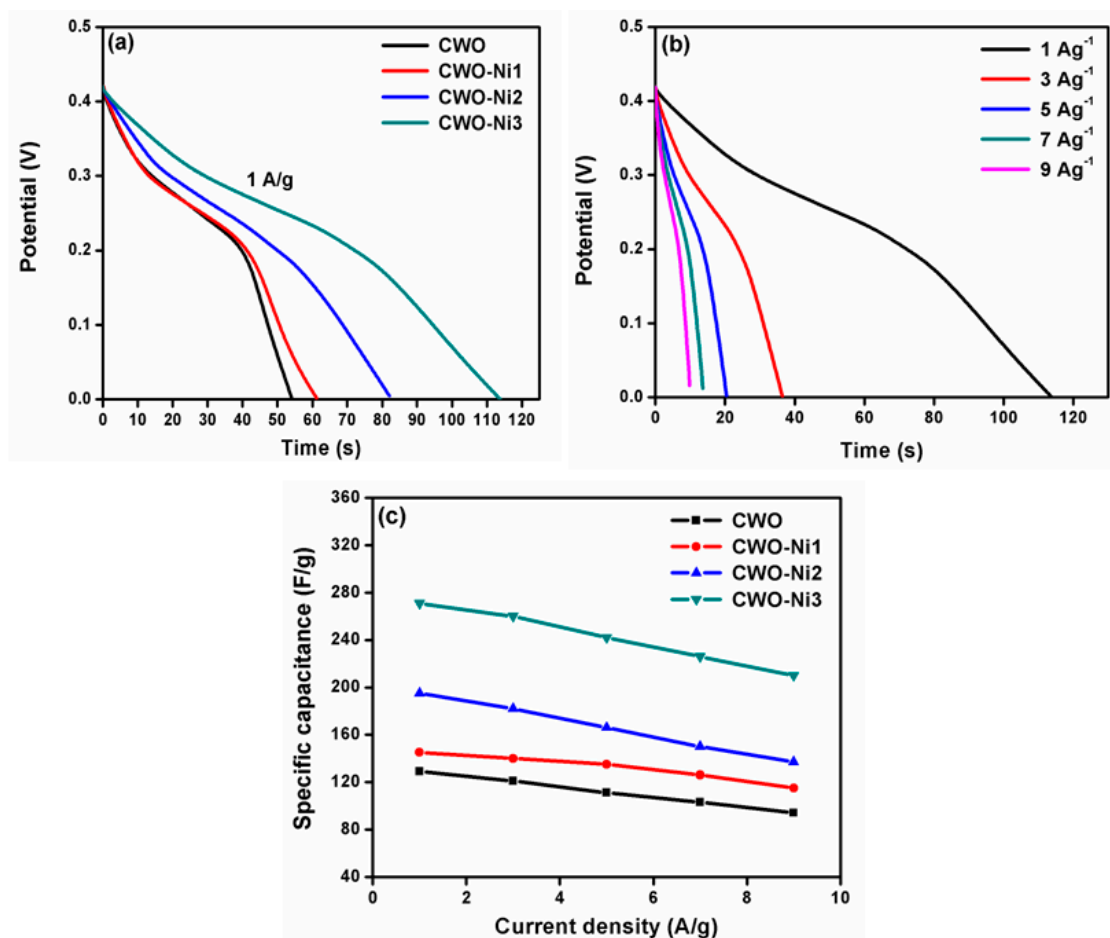 (a)
CWO
CWO-Ni1
CWO-Ni2
CWO-Ni3
1 A/g
0.5
0.4
0.3
0.2
0.1
0.0
Potential (V)
0 10 20 30 40 50 60 70 80 90 100 110 120
Time (s)
(b)
1 Ag⁻¹
3 Ag⁻¹
5 Ag⁻¹
7 Ag⁻¹
9 Ag⁻¹
0.5
0.4
0.3
0.2
0.1
0.0
Potential (V)
0 20 40 60 80 100 120
Time (s)
(c)
CWO
CWO-Ni1
CWO-Ni2
CWO-Ni3
360
320
280
240
200
160
120
80
40
Specific capacitance (F/g)
0 2 4 6 8 10
Current density (A/g)